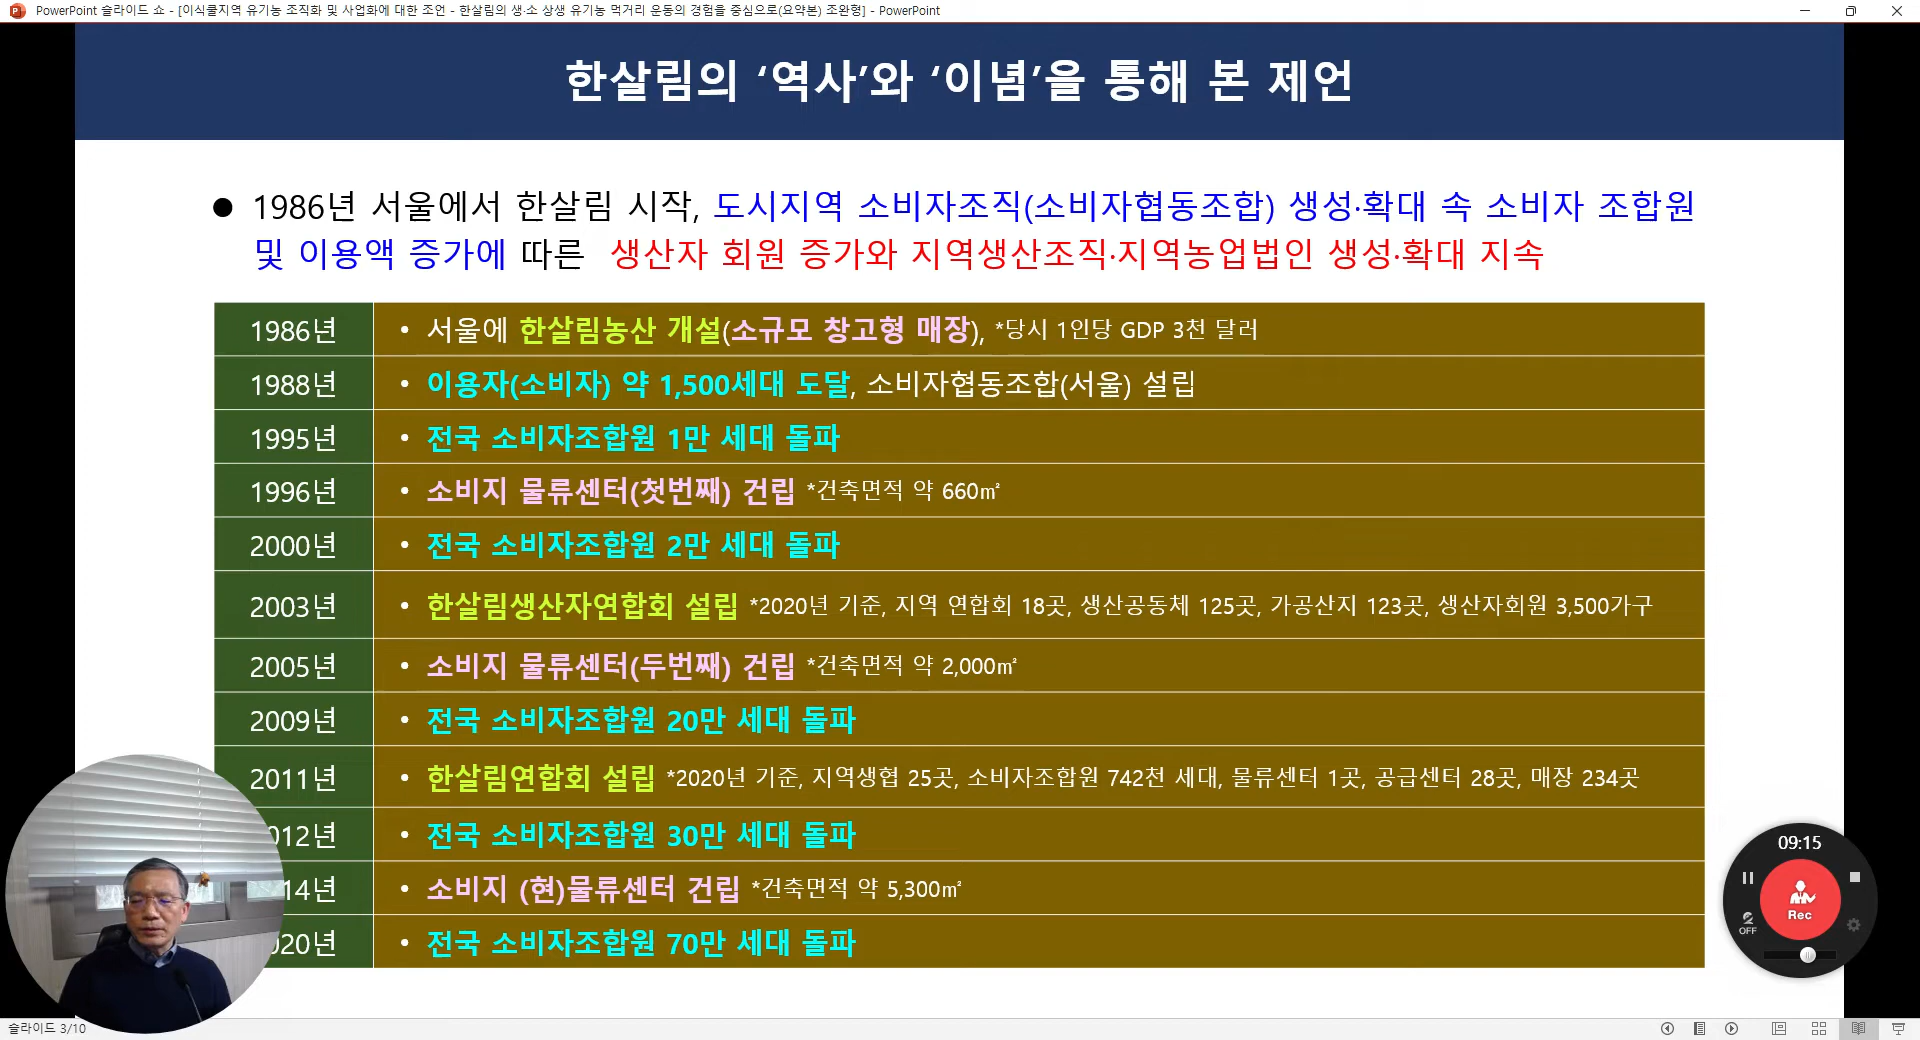 PowerPoint 슬라이드 쇼 - [이식쿨지역 유기농 조직화 및 사업화에 대한 조언 - 한살림의 생·소 상생 유기농 먹거리 운동의 경험을 중심으로(요약본) 조완형] - PowerPoint
한살림의 ‘역사’와 ‘이념’을 통해 본 제언
● 1986년 서울에서 한살림 시작, 도시지역 소비자조직(소비자협동조합) 생성·확대 속 소비자 조합원
및 이용액 증가에 따른 생산자 회원 증가와 지역생산조직·지역농업법인 생성·확대 지속
1986년 • 서울에 한살림농산 개설(소규모 창고형 매장), *당시 1인당 GDP 3천 달러
1988년 • 이용자(소비자) 약 1,500세대 도달, 소비자협동조합(서울) 설립
1995년 • 전국 소비자조합원 1만 세대 돌파
1996년 • 소비지 물류센터(첫번째) 건립 *건축면적 약 660㎡
2000년 • 전국 소비자조합원 2만 세대 돌파
2003년 • 한살림생산자연합회 설립 *2020년 기준, 지역 연합회 18곳, 생산공동체 125곳, 가공산지 123곳, 생산자회원 3,500가구
2005년 • 소비지 물류센터(두번째) 건립 *건축면적 약 2,000㎡
2009년 • 전국 소비자조합원 20만 세대 돌파
2011년 • 한살림연합회 설립 *2020년 기준, 지역생협 25곳, 소비자조합원 742천 세대, 물류센터 1곳, 공급센터 28곳, 매장 234곳
012년 • 전국 소비자조합원 30만 세대 돌파
14년 • 소비지 (현)물류센터 건립 *건축면적 약 5,300㎡
020년 • 전국 소비자조합원 70만 세대 돌파
09:15
Rec
OFF
슬라이드 3/10